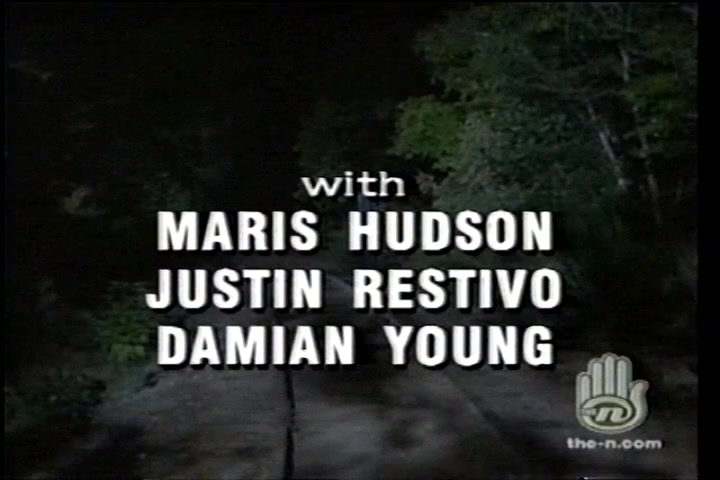 with
MARIS HUDSON
JUSTIN RESTIVO
DAMIAN YOUNG
n
the-n.com